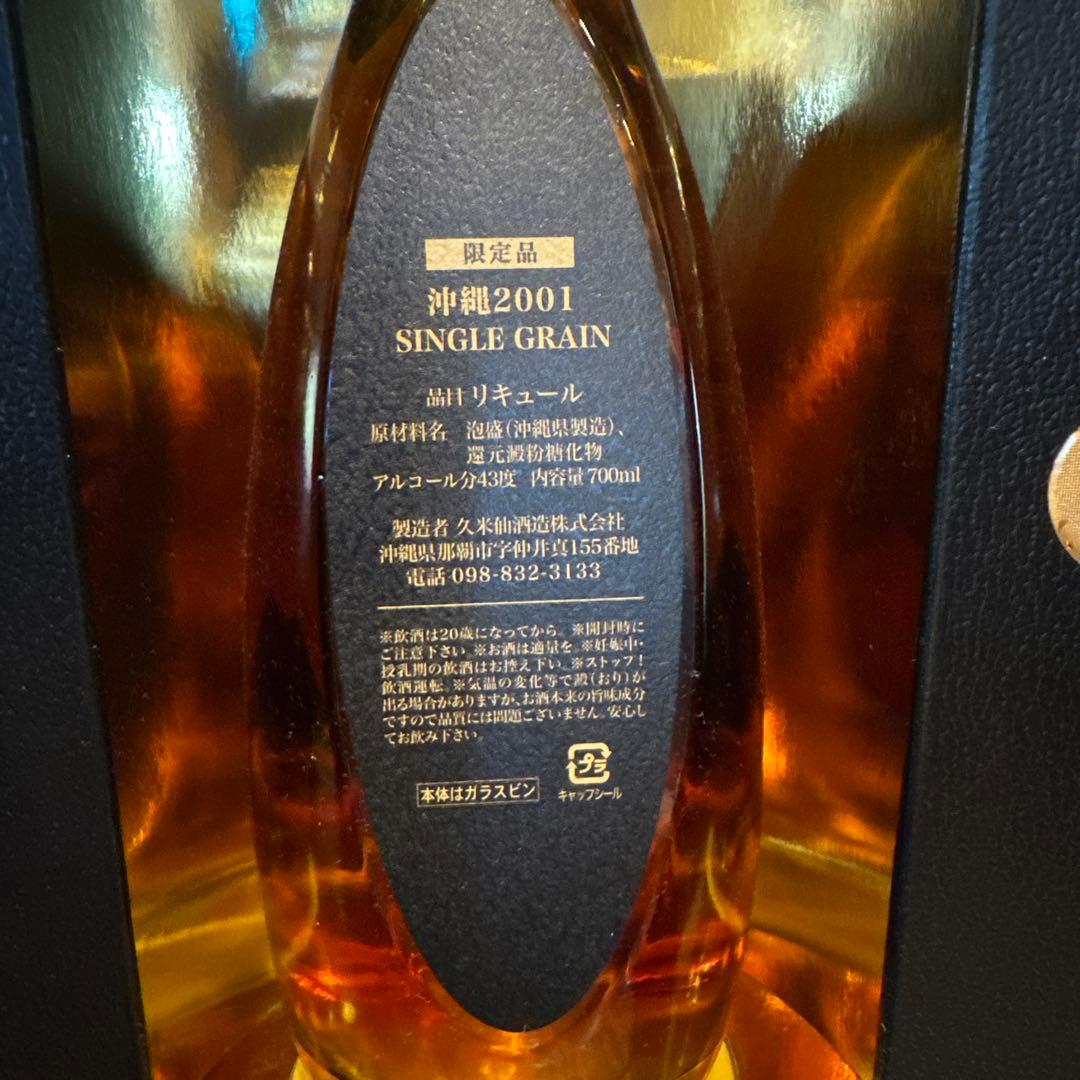 限定品
沖縄2001
SINGLE GRAIN
品目 リキュール
原材料名 泡盛(沖縄県製造)、
還元澱粉糖化物
アルコール分43度 内容量700ml
製造者 久米仙酒造株式会社
沖縄県那覇市字仲井真155番地
電話 098-832-3133
※飲酒は20歳になってから。※開封時に
ご注意下さい。※お酒は適量を。※妊娠中・
授乳期の飲酒はお控え下い。※ストップ!
飲酒運転。※気温の変化等で澱(おり)が
出る場合がありますが、お酒本来の旨味成分
ですので品質には問題ございません。安心し
てお飲み下さい。
プラ
本体はガラスビン
キャップシール